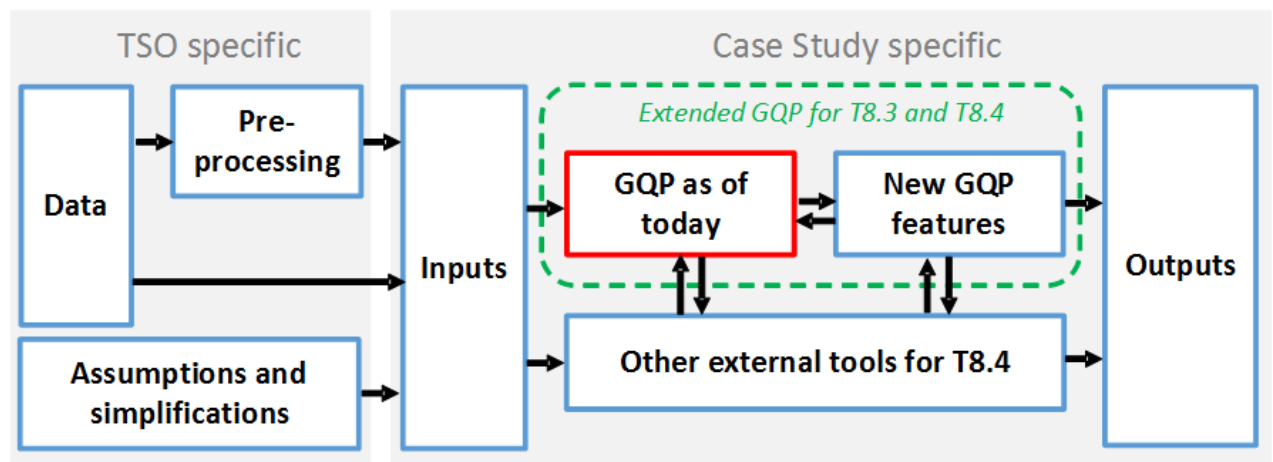 TSO specific
Case Study specific
Data
Pre-
processing
Assumptions and
simplifications
Inputs
Extended GQP for T8.3 and T8.4
GQP as of
today
New GQP
features
Other external tools for T8.4
Outputs